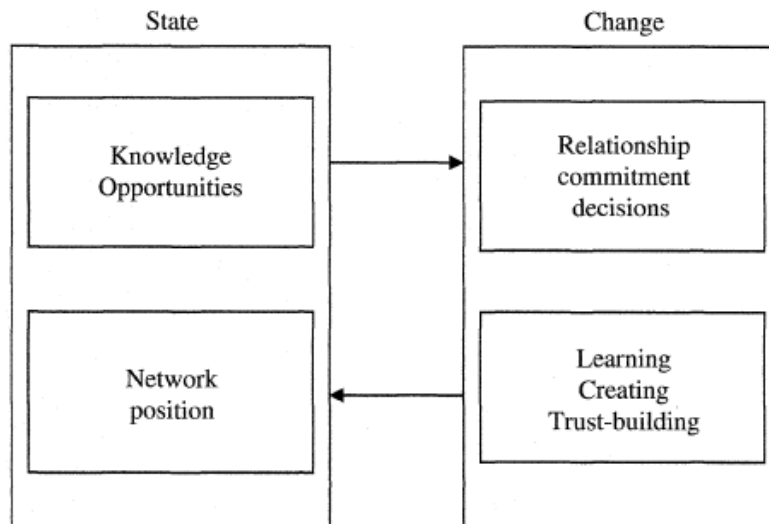 State
Change
Knowledge
Opportunities
Relationship
commitment
decisions
Network
position
Learning
Creating
Trust-building